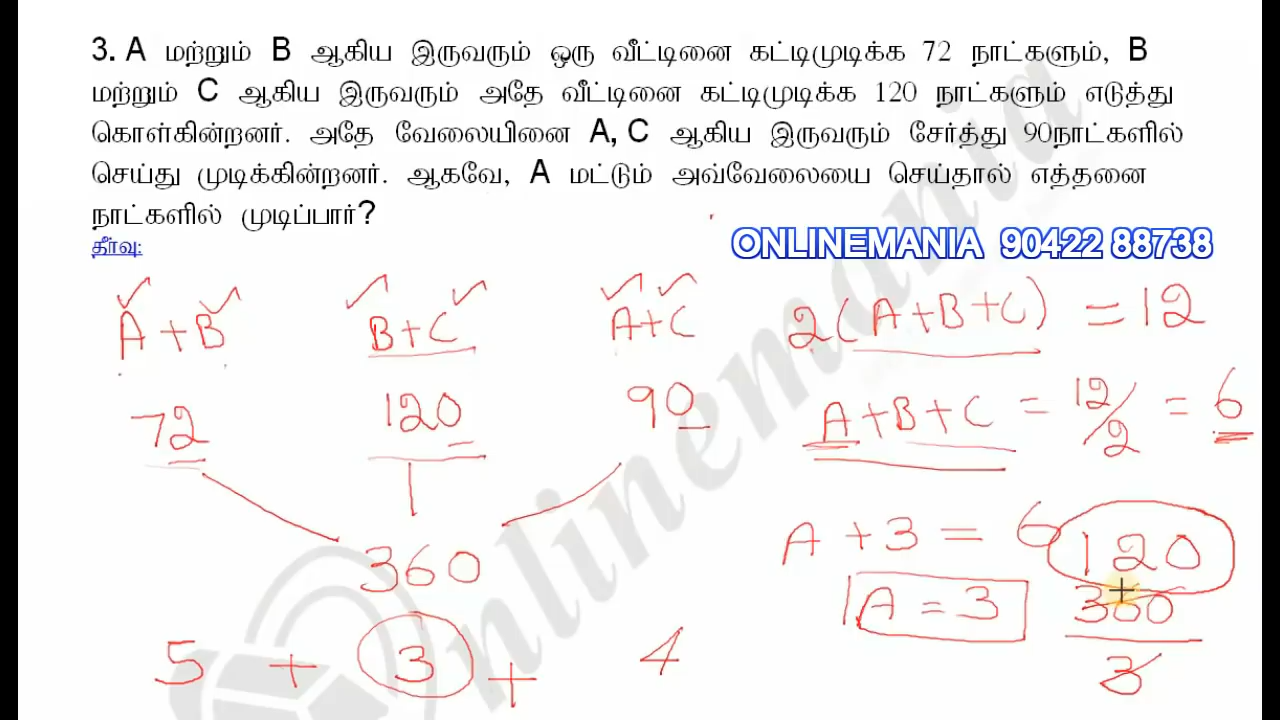 3. A மற்றும் B ஆகிய இருவரும் ஒரு வீட்டினை கட்டிமுடிக்க 72 நாட்களும், B
மற்றும் C ஆகிய இருவரும் அதே வீட்டினை கட்டிமுடிக்க 120 நாட்களும் எடுத்து
கொள்கின்றனர். அதே வேலையினை A, C ஆகிய இருவரும் சேர்த்து 90நாட்களில்
செய்து முடிக்கின்றனர். ஆகவே, A மட்டும் அவ்வேலையை செய்தால் எத்தனை
நாட்களில் முடிப்பார்?
தீர்வு:
ONLINEMANIA 90422 88738
A+B B+C A+C 2(A+B+C) = 12
72 120 90 A+B+C = 12/2 = 6
360 A+3 = 6 120
A = 3 360
5 + 3 + 4 3
Onlinemania